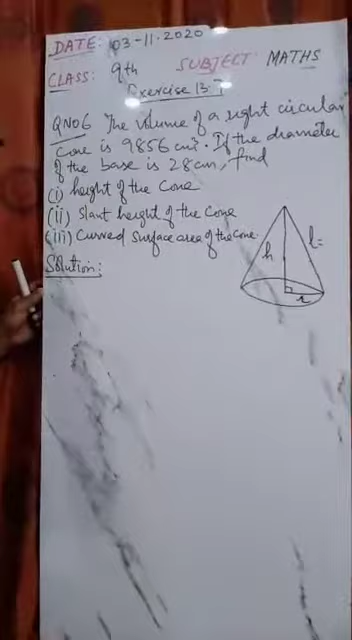 DATE: 03-11-2020
CLASS: 9th SUBJECT MATHS
Exercise 13.7
QNO6 The volume of a right circular
cone is 9856 cm³. If the diameter
of the base is 28 cm, find
(i) height of the cone
(ii) slant height of the cone
(iii) Curved surface area of the cone.
Solution:
h
l=
r